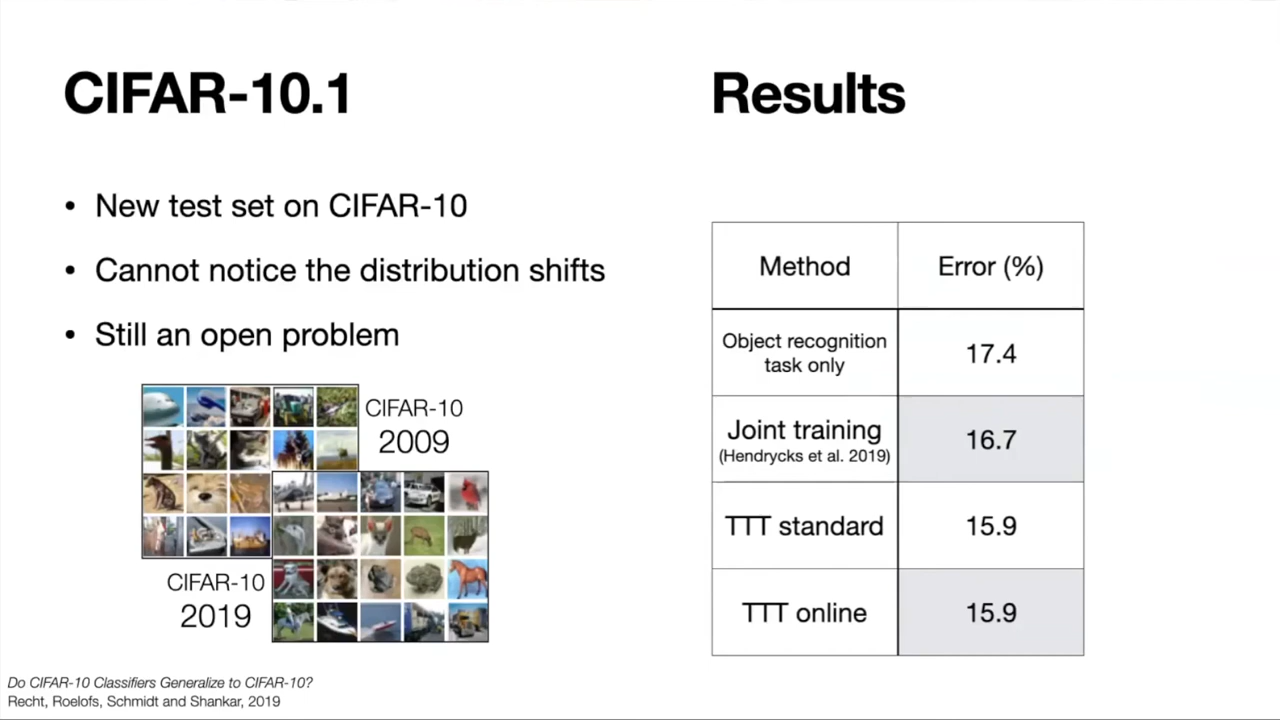 CIFAR-10.1
• New test set on CIFAR-10
• Cannot notice the distribution shifts
• Still an open problem
CIFAR-10
2009
CIFAR-10
2019
Do CIFAR-10 Classifiers Generalize to CIFAR-10?
Recht, Roelofs, Schmidt and Shankar, 2019
Results
Method Error (%)
Object recognition
task only 17.4
Joint training
(Hendrycks et al. 2019) 16.7
TTT standard 15.9
TTT online 15.9